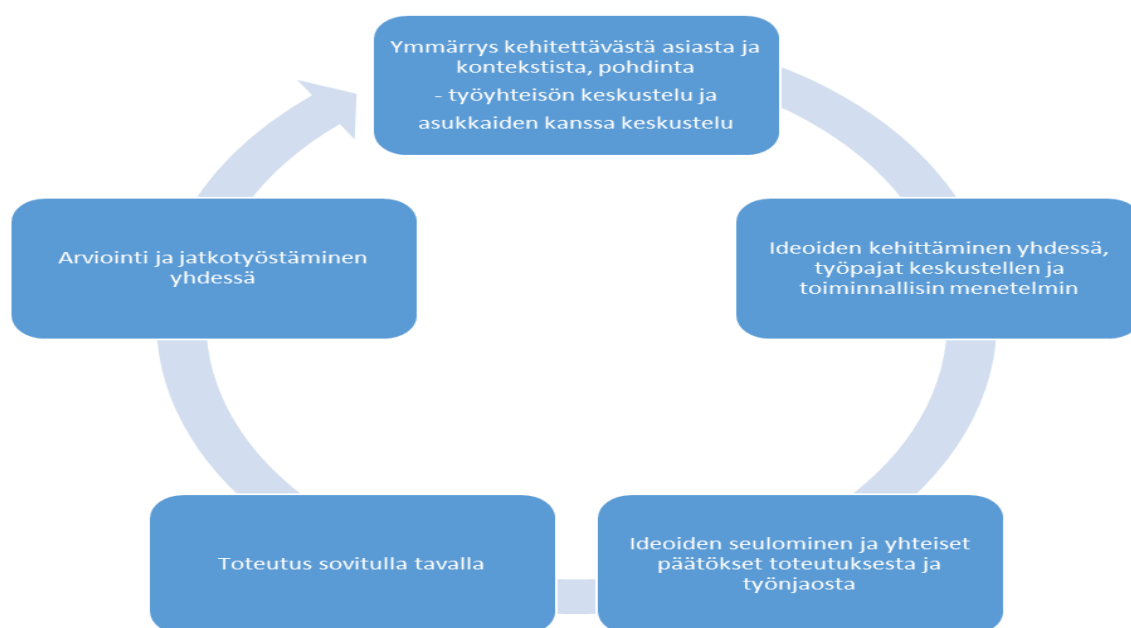 Ymmärrys kehitettävästä asiasta ja
kontekstista, pohdinta
- työyhteisön keskustelu ja
asukkaiden kanssa keskustelu
Ideoiden kehittäminen yhdessä,
työpajat keskustellen ja
toiminnallisin menetelmin
Ideoiden seulominen ja yhteiset
päätökset toteutuksesta ja
työnjaosta
Toteutus sovitulla tavalla
Arviointi ja jatkotyöstäminen
yhdessä